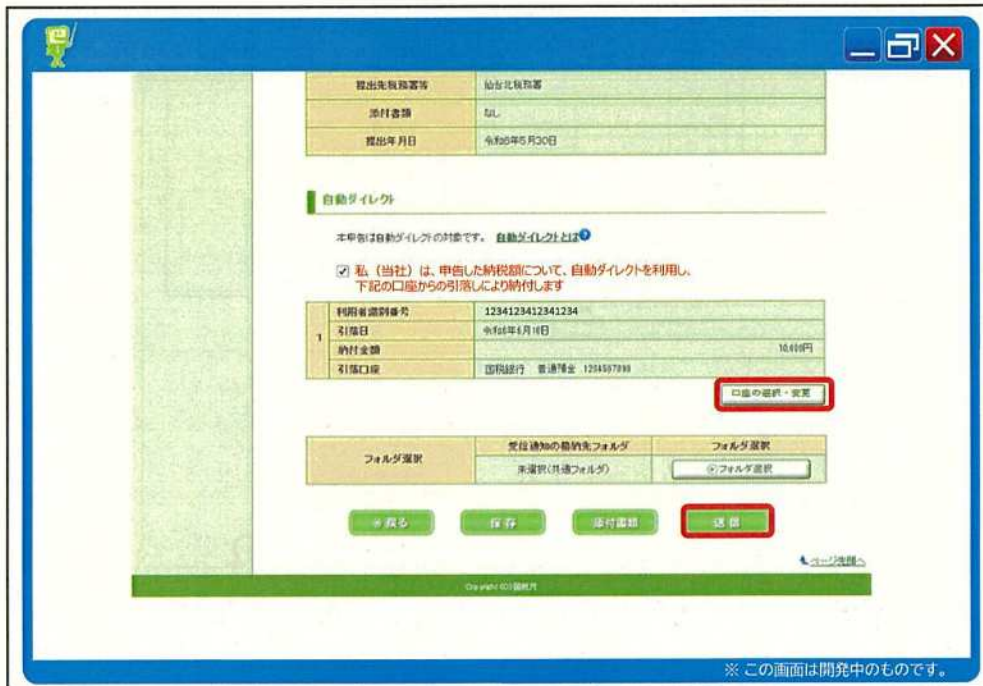 提出先税務署等 仙台北税務署
添付書類 なし
提出年月日 令和6年5月30日
自動ダイレクト
本申告は自動ダイレクトの対象です。 自動ダイレクトとは?
私（当社）は、申告した納税額について、自動ダイレクトを利用し、
下記の口座からの引落しにより納付します
1
利用者識別番号 1234123412341234
引落日 令和6年6月10日
納付金額
引落口座 国税銀行 普通預金
口座の選択・変更
フォルダ選択
受信通知の格納先フォルダ フォルダ選択
未選択(共通フォルダ) フォルダ選択
戻る 保存 添付書類 送信
ページ先頭へ
Copyright (C) 国税庁
※ この画面は開発中のものです。